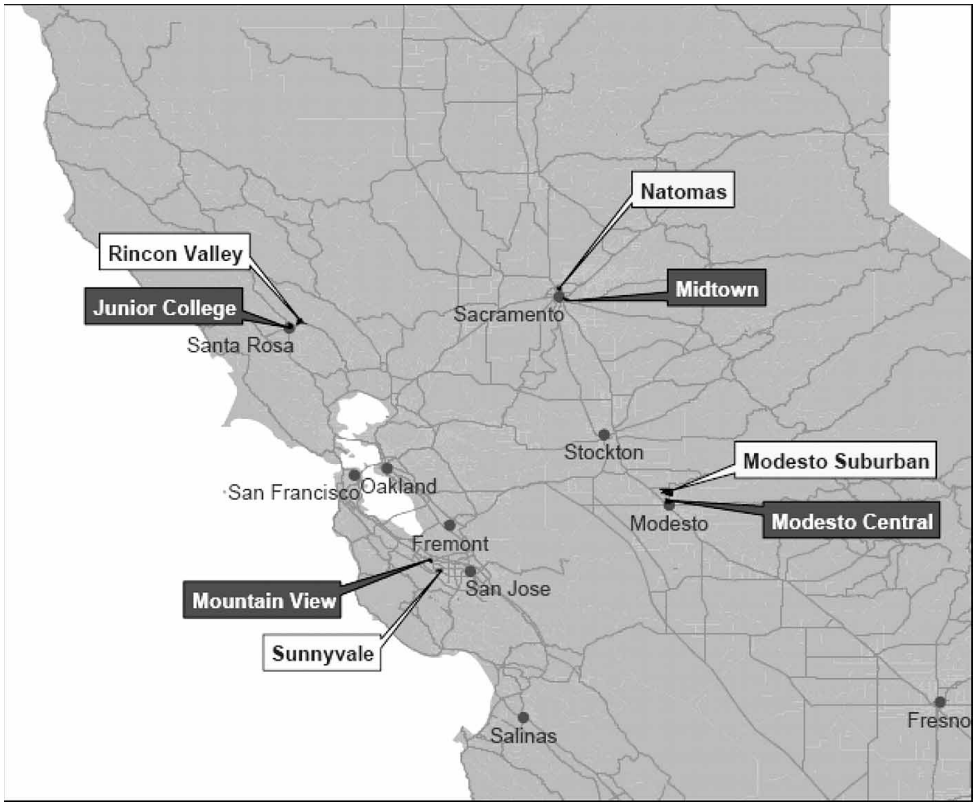 Natomas
Rincon Valley
Midtown
Junior College
Sacramento
Santa Rosa
Stockton
Modesto Suburban
San Francisco
Oakland
Modesto
Modesto Central
Fremont
San Jose
Mountain View
Sunnyvale
Fresno
Salinas